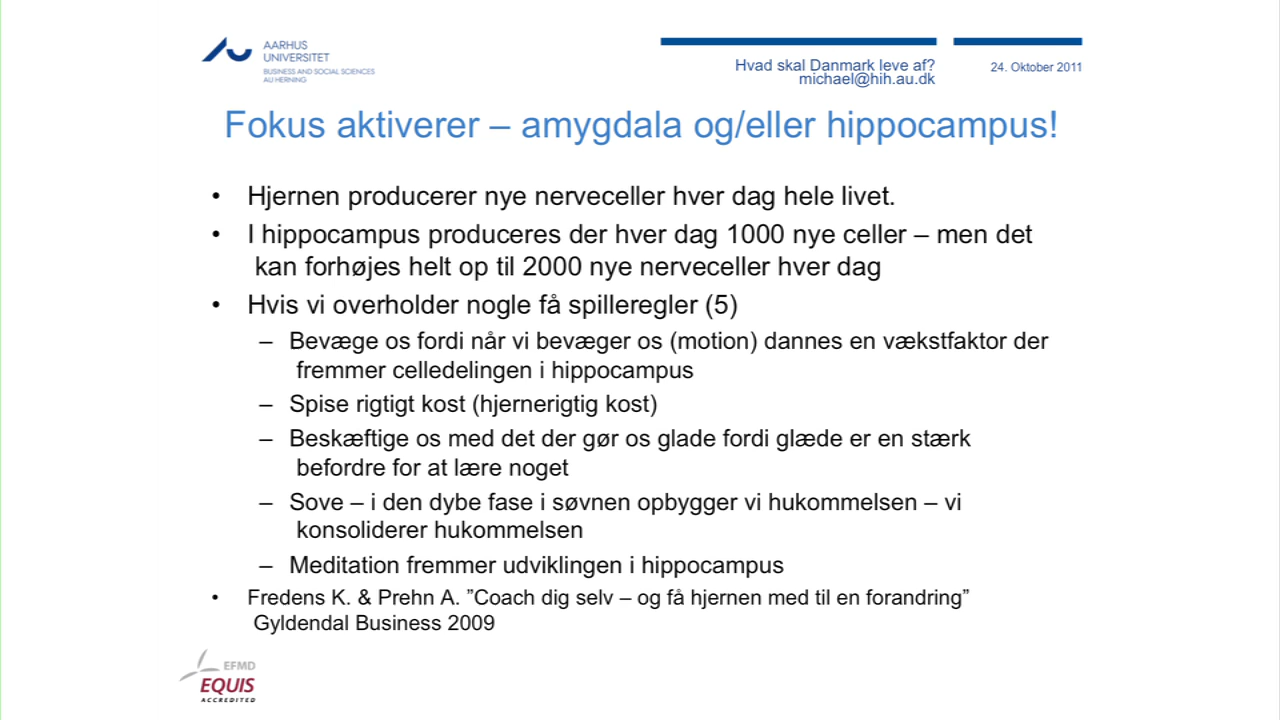 AARHUS
UNIVERSITET
BUSINESS AND SOCIAL SCIENCES
AU HERNING
Hvad skal Danmark leve af?
michael@hih.au.dk
24. Oktober 2011
Fokus aktiverer – amygdala og/eller hippocampus!
• Hjernen producerer nye nerveceller hver dag hele livet.
• I hippocampus produceres der hver dag 1000 nye celler – men det
kan forhøjes helt op til 2000 nye nerveceller hver dag
• Hvis vi overholder nogle få spilleregler (5)
– Bevæge os fordi når vi bevæger os (motion) dannes en vækstfaktor der
fremmer celledelingen i hippocampus
– Spise rigtigt kost (hjernerigtig kost)
– Beskæftige os med det der gør os glade fordi glæde er en stærk
befordre for at lære noget
– Sove – i den dybe fase i søvnen opbygger vi hukommelsen – vi
konsoliderer hukommelsen
– Meditation fremmer udviklingen i hippocampus
• Fredens K. & Prehn A. ”Coach dig selv – og få hjernen med til en forandring”
Gyldendal Business 2009
EFMD
EQUIS
ACCREDITED